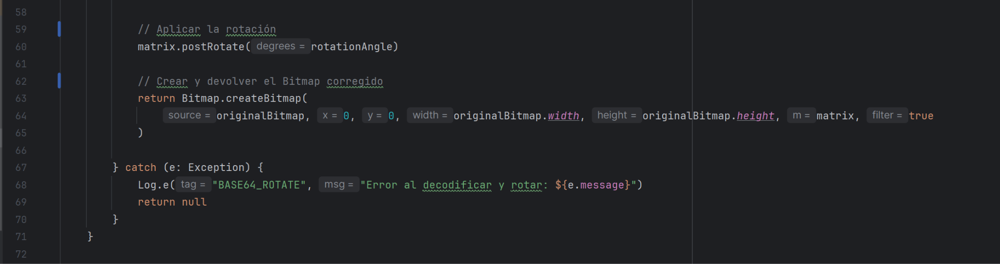 58
59 // Aplicar la rotación
60 matrix.postRotate( degrees = rotationAngle)
61
62 // Crear y devolver el Bitmap corregido
63 return Bitmap.createBitmap(
64 source = originalBitmap, x = 0, y = 0, width = originalBitmap.width, height = originalBitmap.height, m = matrix, filter = true
65 )
66
67 } catch (e: Exception) {
68 Log.e( tag = "BASE64_ROTATE", msg = "Error al decodificar y rotar: ${e.message}")
69 return null
70 }
71 }
72